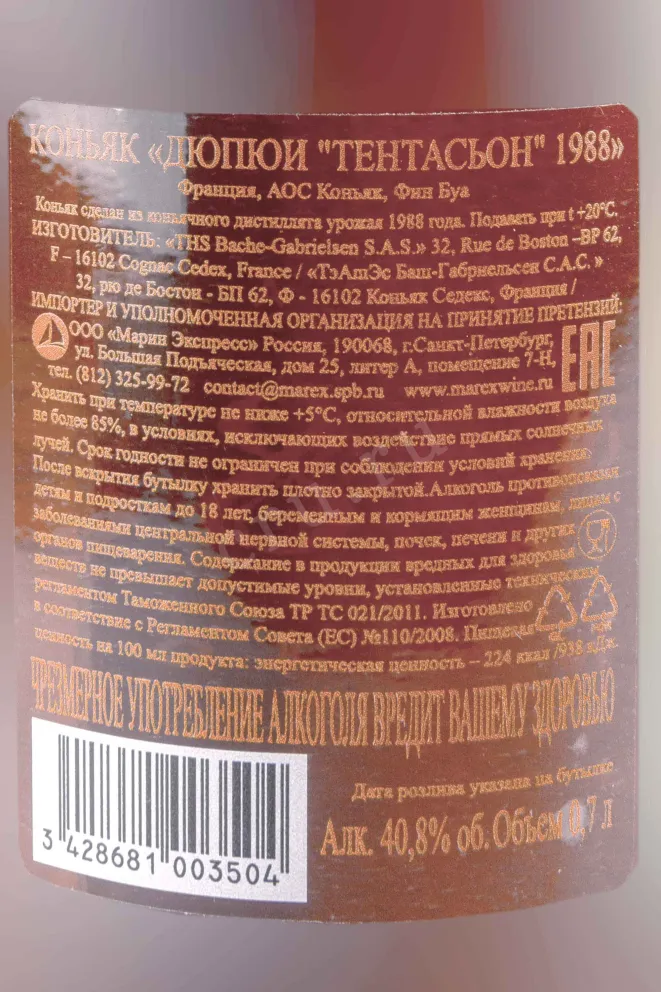 КОНЬЯК «ДЮПЮИ "ТЕНТАСЬОН" 1988»
Франция, АОС Коньяк, Фин Буа
Коньяк сделан из коньячного дистиллята урожая 1988 года. Подавать при t +20°С.
ИЗГОТОВИТЕЛЬ: «THS Bache-Gabrielsen S.A.S.» 32, Rue de Boston –BP 62,
F – 16102 Cognac Cedex, France / «ТэАмЭс Баш-Габриельсен С.А.С. »
32, рю де Бостон - БП 62, Ф - 16102 Коньяк Седекс, Франция /
ИМПОРТЕР И УПОЛНОМОЧЕННАЯ ОРГАНИЗАЦИЯ НА ПРИНЯТИЕ ПРЕТЕНЗИЙ:
ООО «Марин Экспресс» Россия, 190068, г.Санкт-Петербург,
ул. Большая Подъяческая, дом 25, литер А, помещение 7-Н,
тел. (812) 325-99-72 contact@marex.spb.ru www.marexwine.ru
EAC
Хранить при температуре не ниже +5°С, относительной влажности воздуха
не более 85%, в условиях, исключающих воздействие прямых солнечных
лучей. Срок годности не ограничен при соблюдении условий хранения.
После вскрытия бутылку хранить плотно закрытой.Алкоголь противопоказан
детям и подросткам до 18 лет, беременным и кормящим женщинам, лицам с
заболеваниями центральной нервной системы, почек, печени и других
органов пищеварения. Содержание в продукции вредных для здоровья
веществ не превышает допустимые уровни, установленные техническим
регламентом Таможенного Союза ТР ТС 021/2011. Изготовлено
в соответствии с Регламентом Совета (ЕС) №110/2008. Пищевая
ценность на 100 мл продукта: энергетическая ценность – 224 ккал /938 кДж.
ЧРЕЗМЕРНОЕ УПОТРЕБЛЕНИЕ АЛКОГОЛЯ ВРЕДИТ ВАШЕМУ ЗДОРОВЬЮ
Дата розлива указана на бутылке
Алк. 40,8% об. Объем 0,7 л
3 428681 003504